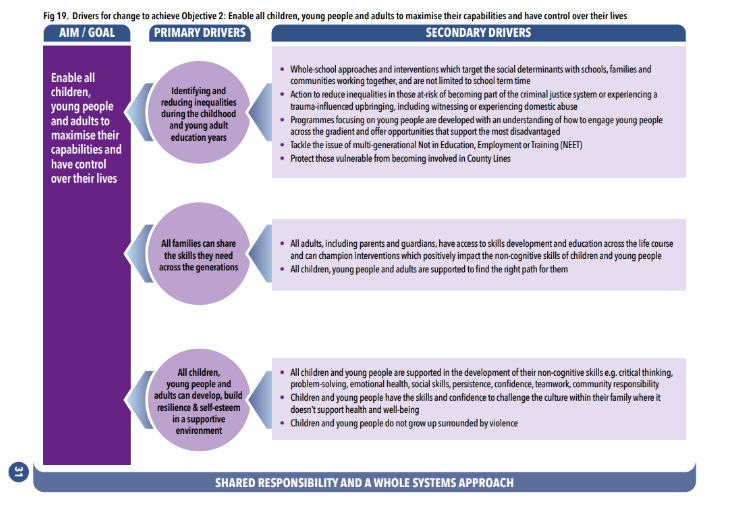 Fig 19. Drivers for change to achieve Objective 2: Enable all children, young people and adults to maximise their capabilities and have control over their lives
AIM / GOAL
PRIMARY DRIVERS
SECONDARY DRIVERS
Enable all
children,
young people
and adults to
maximise their
capabilities and
have control
over their lives
Identifying and
reducing inequalities
during the childhood
and young adult
education years
• Whole-school approaches and interventions which target the social determinants with schools, families and
communities working together, and are not limited to school term time
• Action to reduce inequalities in those at-risk of becoming part of the criminal justice system or experiencing a
trauma-influenced upbringing, including witnessing or experiencing domestic abuse
• Programmes focusing on young people are developed with an understanding of how to engage young people
across the gradient and offer opportunities that support the most disadvantaged
• Tackle the issue of multi-generational Not in Education, Employment or Training (NEET)
• Protect those vulnerable from becoming involved in County Lines
All families can share
the skills they need
across the generations
• All adults, including parents and guardians, have access to skills development and education across the life course
and can champion interventions which positively impact the non-cognitive skills of children and young people
• All children, young people and adults are supported to find the right path for them
All children,
young people and
adults can develop, build
resilience & self-esteem
in a supportive
environment
• All children and young people are supported in the development of their non-cognitive skills e.g. critical thinking,
problem-solving, emotional health, social skills, persistence, confidence, teamwork, community responsibility
• Children and young people have the skills and confidence to challenge the culture within their family where it
doesn't support health and well-being
• Children and young people do not grow up surrounded by violence
31
SHARED RESPONSIBILITY AND A WHOLE SYSTEMS APPROACH